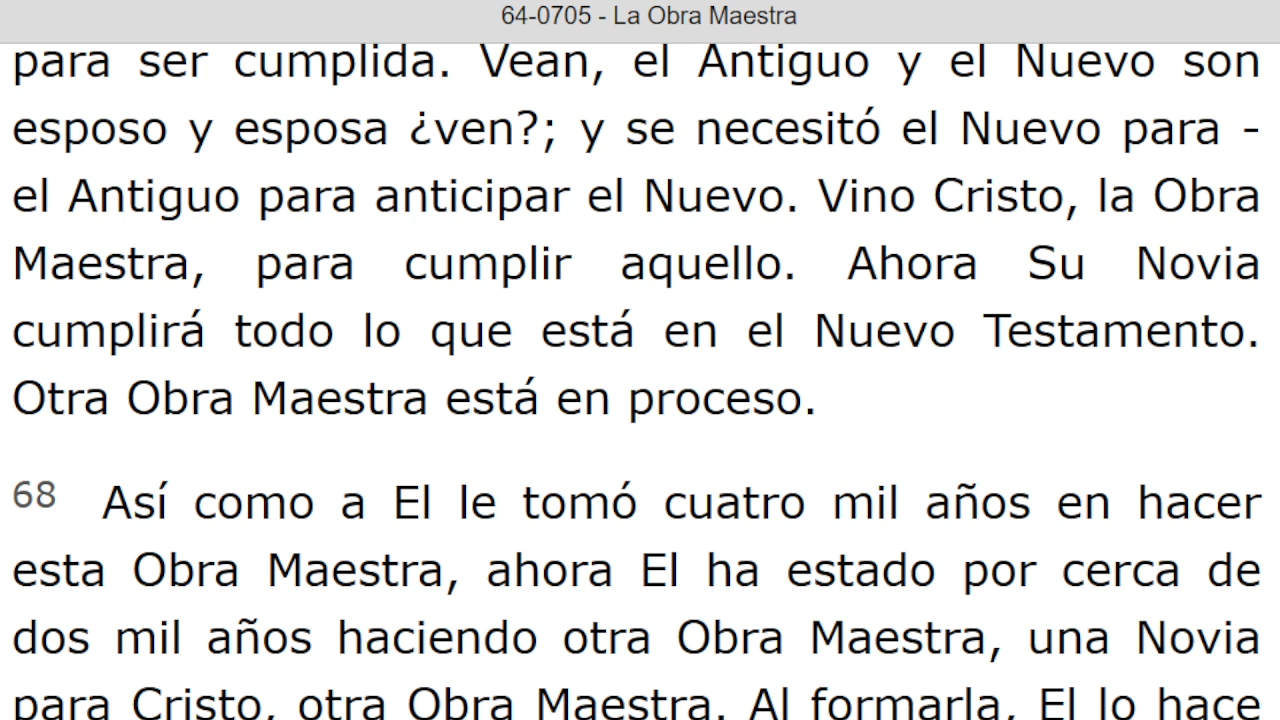 64-0705 - La Obra Maestra
para ser cumplida. Vean, el Antiguo y el Nuevo son
esposo y esposa ¿ven?; y se necesitó el Nuevo para -
el Antiguo para anticipar el Nuevo. Vino Cristo, la Obra
Maestra, para cumplir aquello. Ahora Su Novia
cumplirá todo lo que está en el Nuevo Testamento.
Otra Obra Maestra está en proceso.
68 Así como a El le tomó cuatro mil años en hacer
esta Obra Maestra, ahora El ha estado por cerca de
dos mil años haciendo otra Obra Maestra, una Novia
para Cristo, otra Obra Maestra. Al formarla, El lo hace